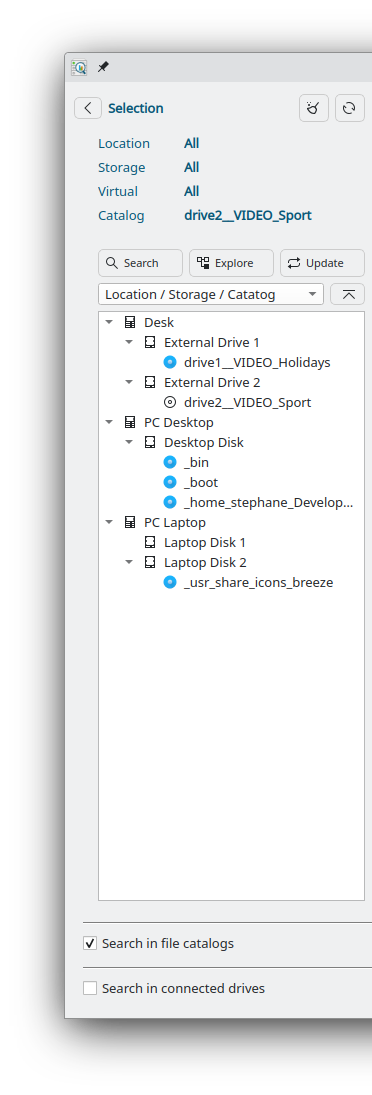 Selection
Location All
Storage All
Virtual All
Catalog drive2__VIDEO_Sport
Search Explore Update
Location / Storage / Catatog
Desk
External Drive 1
drive1__VIDEO_Holidays
External Drive 2
drive2__VIDEO_Sport
PC Desktop
Desktop Disk
_bin
_boot
_home_stephane_Develop...
PC Laptop
Laptop Disk 1
Laptop Disk 2
_usr_share_icons_breeze
Search in file catalogs
Search in connected drives